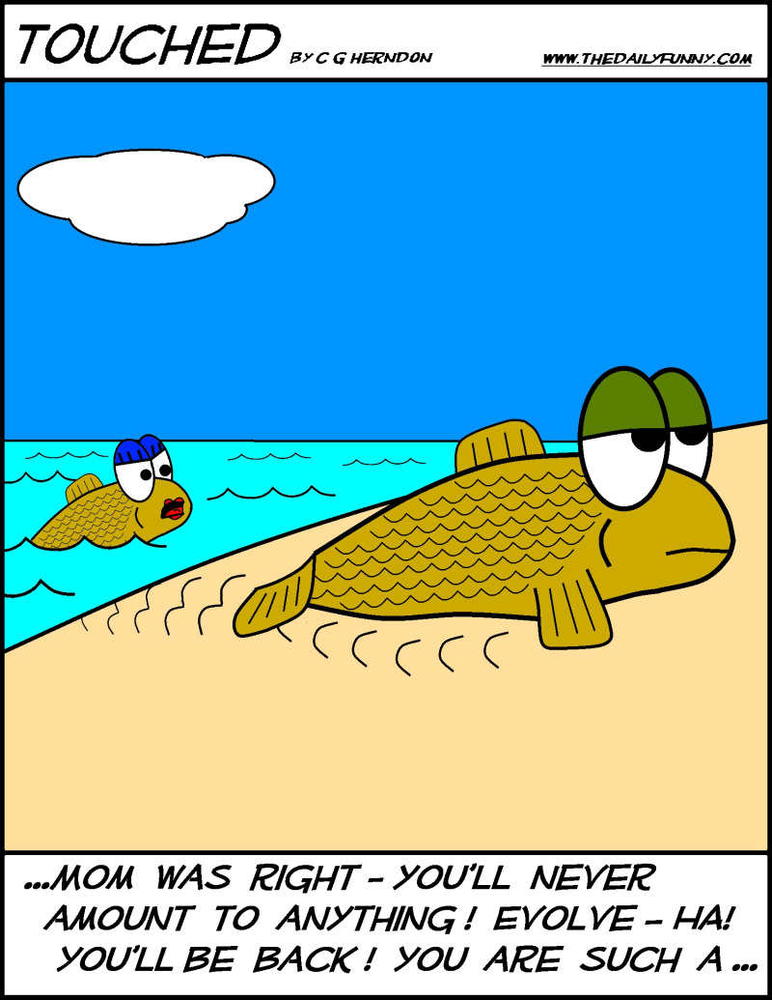 TOUCHED BY C G HERNDON WWW.THEDAILYFUNNY.COM
...MOM WAS RIGHT - YOU'LL NEVER
AMOUNT TO ANYTHING! EVOLVE - HA!
YOU'LL BE BACK! YOU ARE SUCH A...